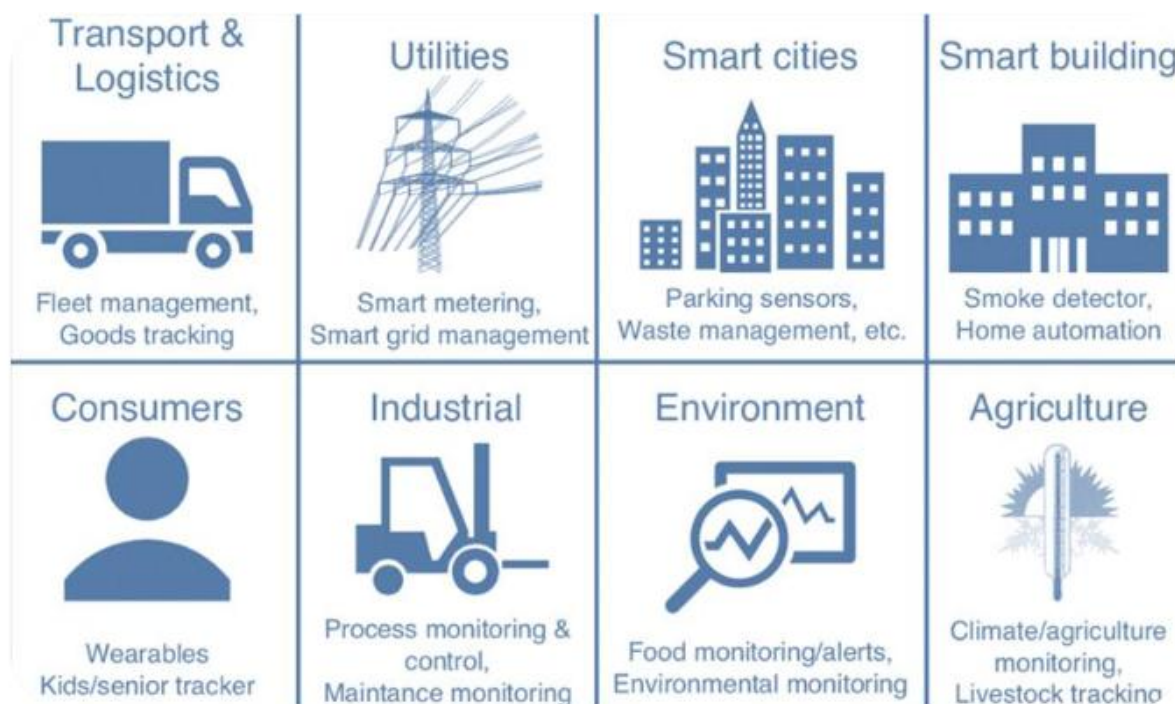 Transport &
Logistics
Fleet management,
Goods tracking
Utilities
Smart metering,
Smart grid management
Smart cities
Parking sensors,
Waste management, etc.
Smart building
Smoke detector,
Home automation
Consumers
Wearables
Kids/senior tracker
Industrial
Process monitoring &
control,
Maintance monitoring
Environment
Food monitoring/alerts,
Environmental monitoring
Agriculture
Climate/agriculture
monitoring,
Livestock tracking